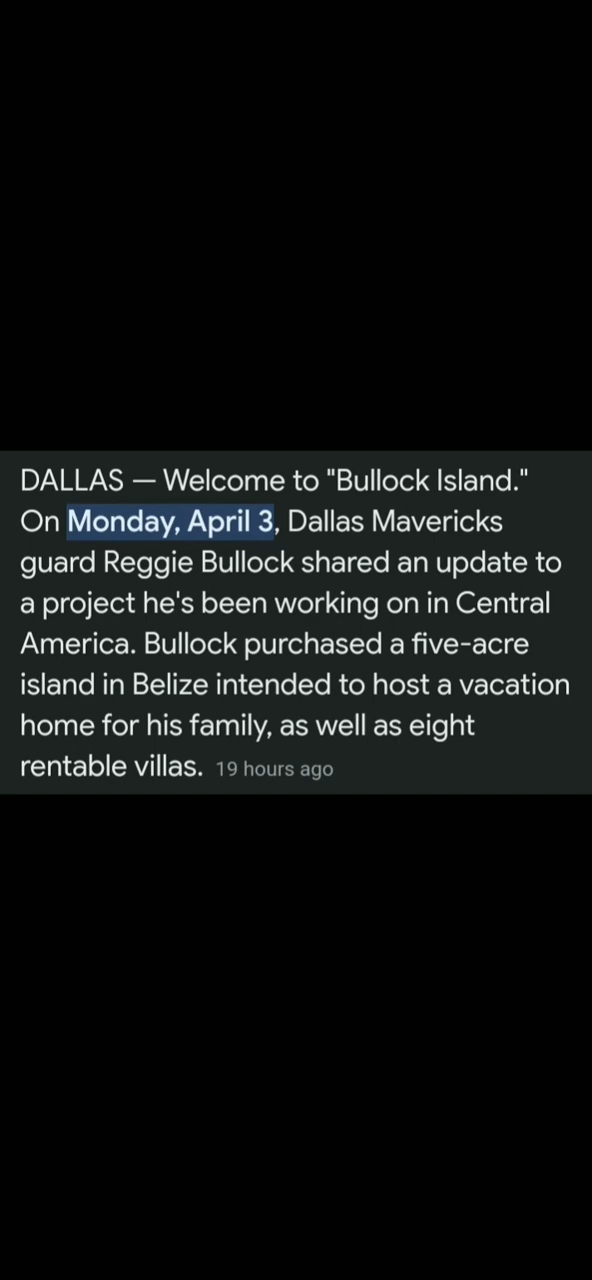 DALLAS — Welcome to "Bullock Island."
On Monday, April 3, Dallas Mavericks
guard Reggie Bullock shared an update to
a project he's been working on in Central
America. Bullock purchased a five-acre
island in Belize intended to host a vacation
home for his family, as well as eight
rentable villas. 19 hours ago